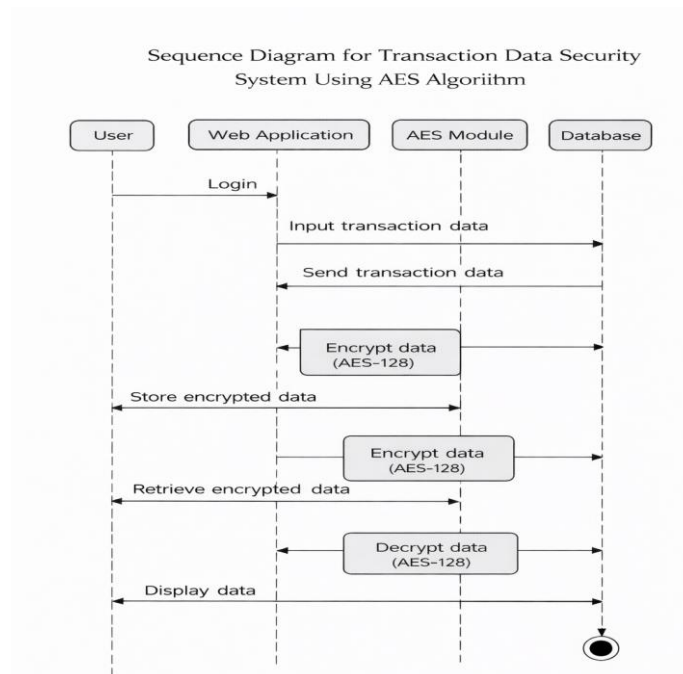 Sequence Diagram for Transaction Data Security
System Using AES Algoriihm
User
Web Application
AES Module
Database
Login
Input transaction data
Send transaction data
Encrypt data
(AES-128)
Store encrypted data
Encrypt data
(AES-128)
Retrieve encrypted data
Decrypt data
(AES-128)
Display data